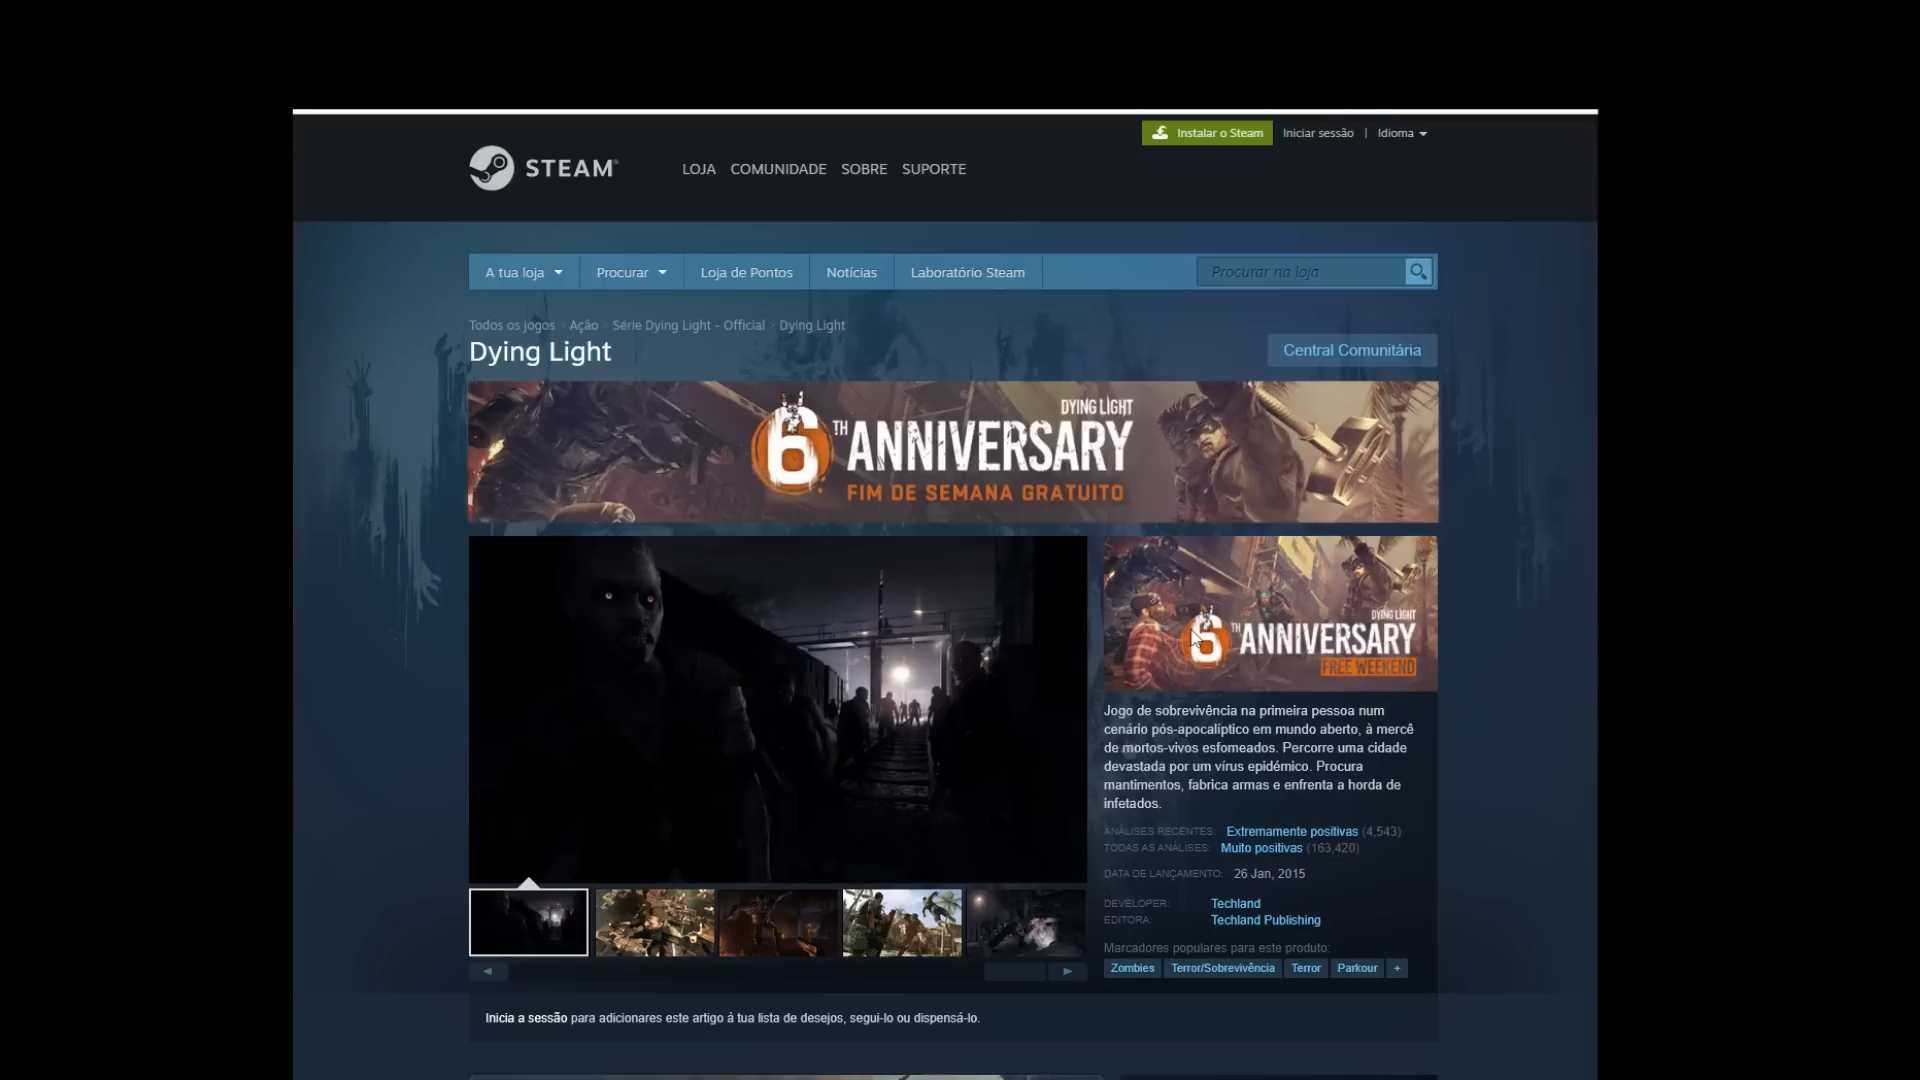 Instalar o Steam Iniciar sessão | Idioma
STEAM®
LOJA COMUNIDADE SOBRE SUPORTE
A tua loja Procurar Loja de Pontos Notícias Laboratório Steam Procurar na loja
Todos os jogos > Ação > Série Dying Light - Official > Dying Light
Dying Light
Central Comunitária
DYING LIGHT
6TH ANNIVERSARY
FIM DE SEMANA GRATUITO
DYING LIGHT
6TH ANNIVERSARY
FREE WEEKEND
Jogo de sobrevivência na primeira pessoa num
cenário pós-apocalíptico em mundo aberto, à mercê
de mortos-vivos esfomeados. Percorre uma cidade
devastada por um vírus epidémico. Procura
mantimentos, fabrica armas e enfrenta a horda de
infetados.
ANÁLISES RECENTES: Extremamente positivas (4,543)
TODAS AS ANÁLISES: Muito positivas (163,420)
DATA DE LANÇAMENTO: 26 Jan, 2015
DEVELOPER: Techland
EDITORA: Techland Publishing
Marcadores populares para este produto:
Zombies Terror/Sobrevivência Terror Parkour +
Inicia a sessão para adicionares este artigo à tua lista de desejos, segui-lo ou dispensá-lo.